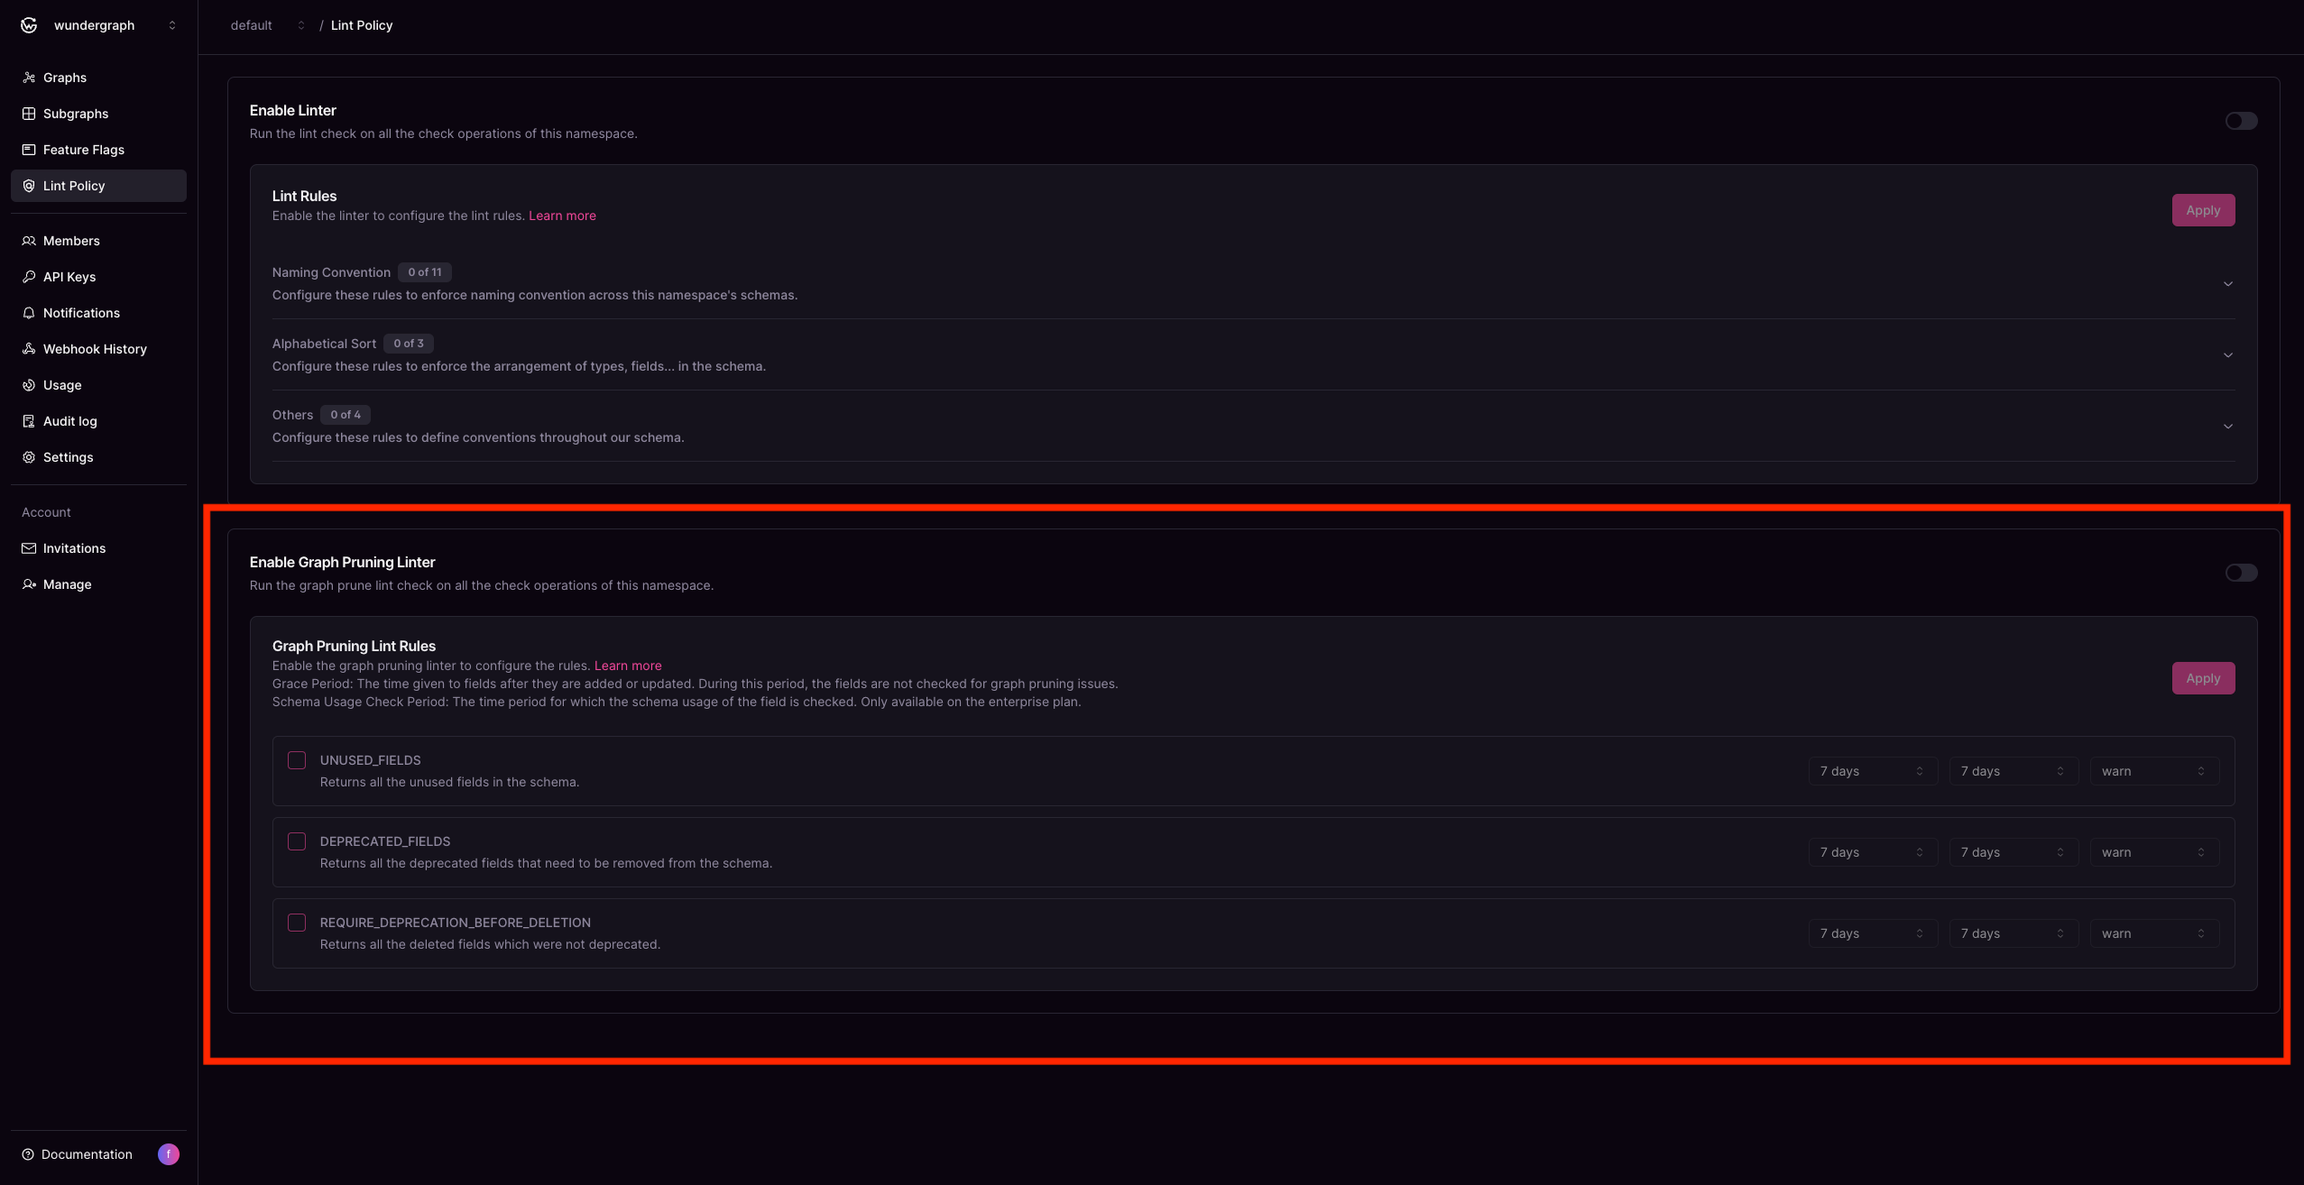 wundergraph
default / Lint Policy
Graphs
Subgraphs
Feature Flags
Lint Policy
Members
API Keys
Notifications
Webhook History
Usage
Audit log
Settings
Account
Invitations
Manage
Documentation
f
Enable Linter
Run the lint check on all the check operations of this namespace.
Lint Rules
Enable the linter to configure the lint rules. Learn more
Apply
Naming Convention 0 of 11
Configure these rules to enforce naming convention across this namespace's schemas.
Alphabetical Sort 0 of 3
Configure these rules to enforce the arrangement of types, fields... in the schema.
Others 0 of 4
Configure these rules to define conventions throughout our schema.
Enable Graph Pruning Linter
Run the graph prune lint check on all the check operations of this namespace.
Graph Pruning Lint Rules
Enable the graph pruning linter to configure the rules. Learn more
Grace Period: The time given to fields after they are added or updated. During this period, the fields are not checked for graph pruning issues.
Schema Usage Check Period: The time period for which the schema usage of the field is checked. Only available on the enterprise plan.
Apply
UNUSED_FIELDS
Returns all the unused fields in the schema.
7 days 7 days warn
DEPRECATED_FIELDS
Returns all the deprecated fields that need to be removed from the schema.
7 days 7 days warn
REQUIRE_DEPRECATION_BEFORE_DELETION
Returns all the deleted fields which were not deprecated.
7 days 7 days warn